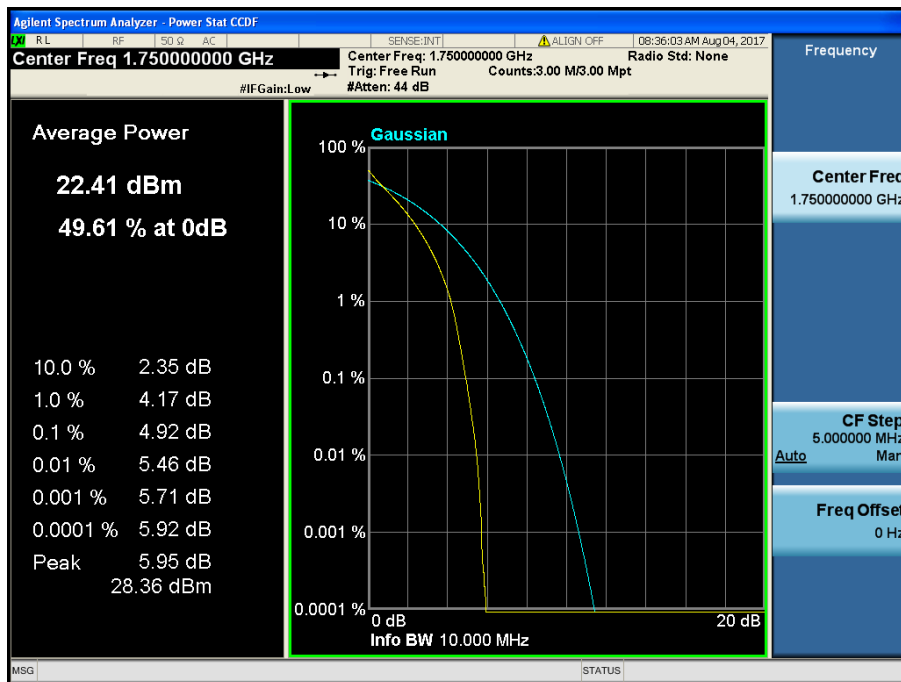 Agilent Spectrum Analyzer - Power Stat CCDF
LXI RL RF 50 Ω AC SENSE:INT ALIGN OFF 08:36:03 AM Aug 04, 2017
Center Freq 1.750000000 GHz
Center Freq: 1.750000000 GHz Radio Std: None
Trig: Free Run Counts:3.00 M/3.00 Mpt
#IFGain:Low #Atten: 44 dB
Frequency
Average Power
22.41 dBm
49.61 % at 0dB
10.0 % 2.35 dB
1.0 % 4.17 dB
0.1 % 4.92 dB
0.01 % 5.46 dB
0.001 % 5.71 dB
0.0001 % 5.92 dB
Peak 5.95 dB
28.36 dBm
Gaussian
100 %
10 %
1 %
0.1 %
0.01 %
0.001 %
0.0001 %
0 dB 20 dB
Info BW 10.000 MHz
Center Freq
1.750000000 GHz
CF Step
5.000000 MHz
Auto Man
Freq Offset
0 Hz
MSG STATUS